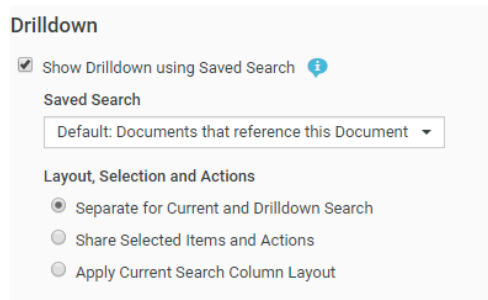 Drilldown
Show Drilldown using Saved Search
Saved Search
Default: Documents that reference this Document
Layout, Selection and Actions
Separate for Current and Drilldown Search
Share Selected Items and Actions
Apply Current Search Column Layout